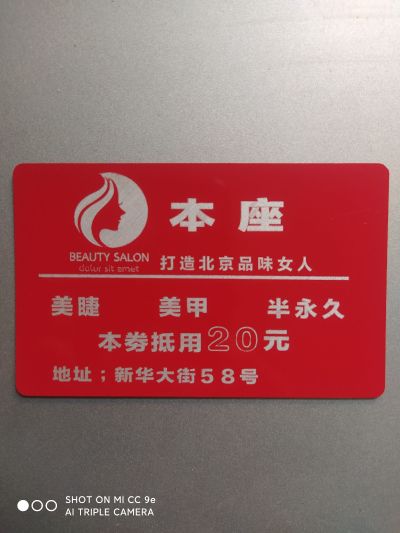 本座
BEAUTY SALON
dolor sit amet
打造北京品味女人
美睫 美甲 半永久
本券抵用20元
地址；新华大街58号
SHOT ON MI CC 9e
AI TRIPLE CAMERA